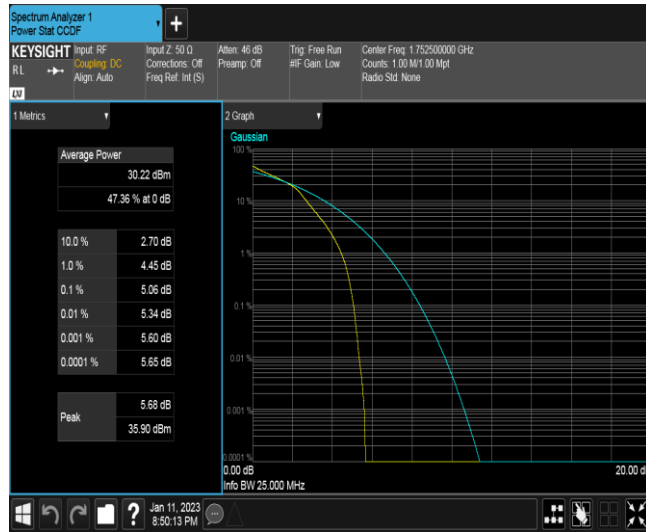 Spectrum Analyzer 1
Power Stat CCDF
+
KEYSIGHT
RL
LXI
Input: RF
Coupling: DC
Align: Auto
Input Z: 50 Ω
Corrections: Off
Freq Ref: Int (S)
Atten: 46 dB
Preamp: Off
Trig: Free Run
#IF Gain: Low
Center Freq: 1.752500000 GHz
Counts: 1.00 M/1.00 Mpt
Radio Std: None
1 Metrics
Average Power
30.22 dBm
47.36 % at 0 dB
10.0 % 2.70 dB
1.0 % 4.45 dB
0.1 % 5.06 dB
0.01 % 5.34 dB
0.001 % 5.60 dB
0.0001 % 5.65 dB
Peak
5.68 dB
35.90 dBm
2 Graph
Gaussian
100 %
10 %
1 %
0.1 %
0.01 %
0.001 %
0.0001 %
0.00 dB
20.00 d
Info BW 25.000 MHz
?
Jan 11, 2023
8:50:13 PM